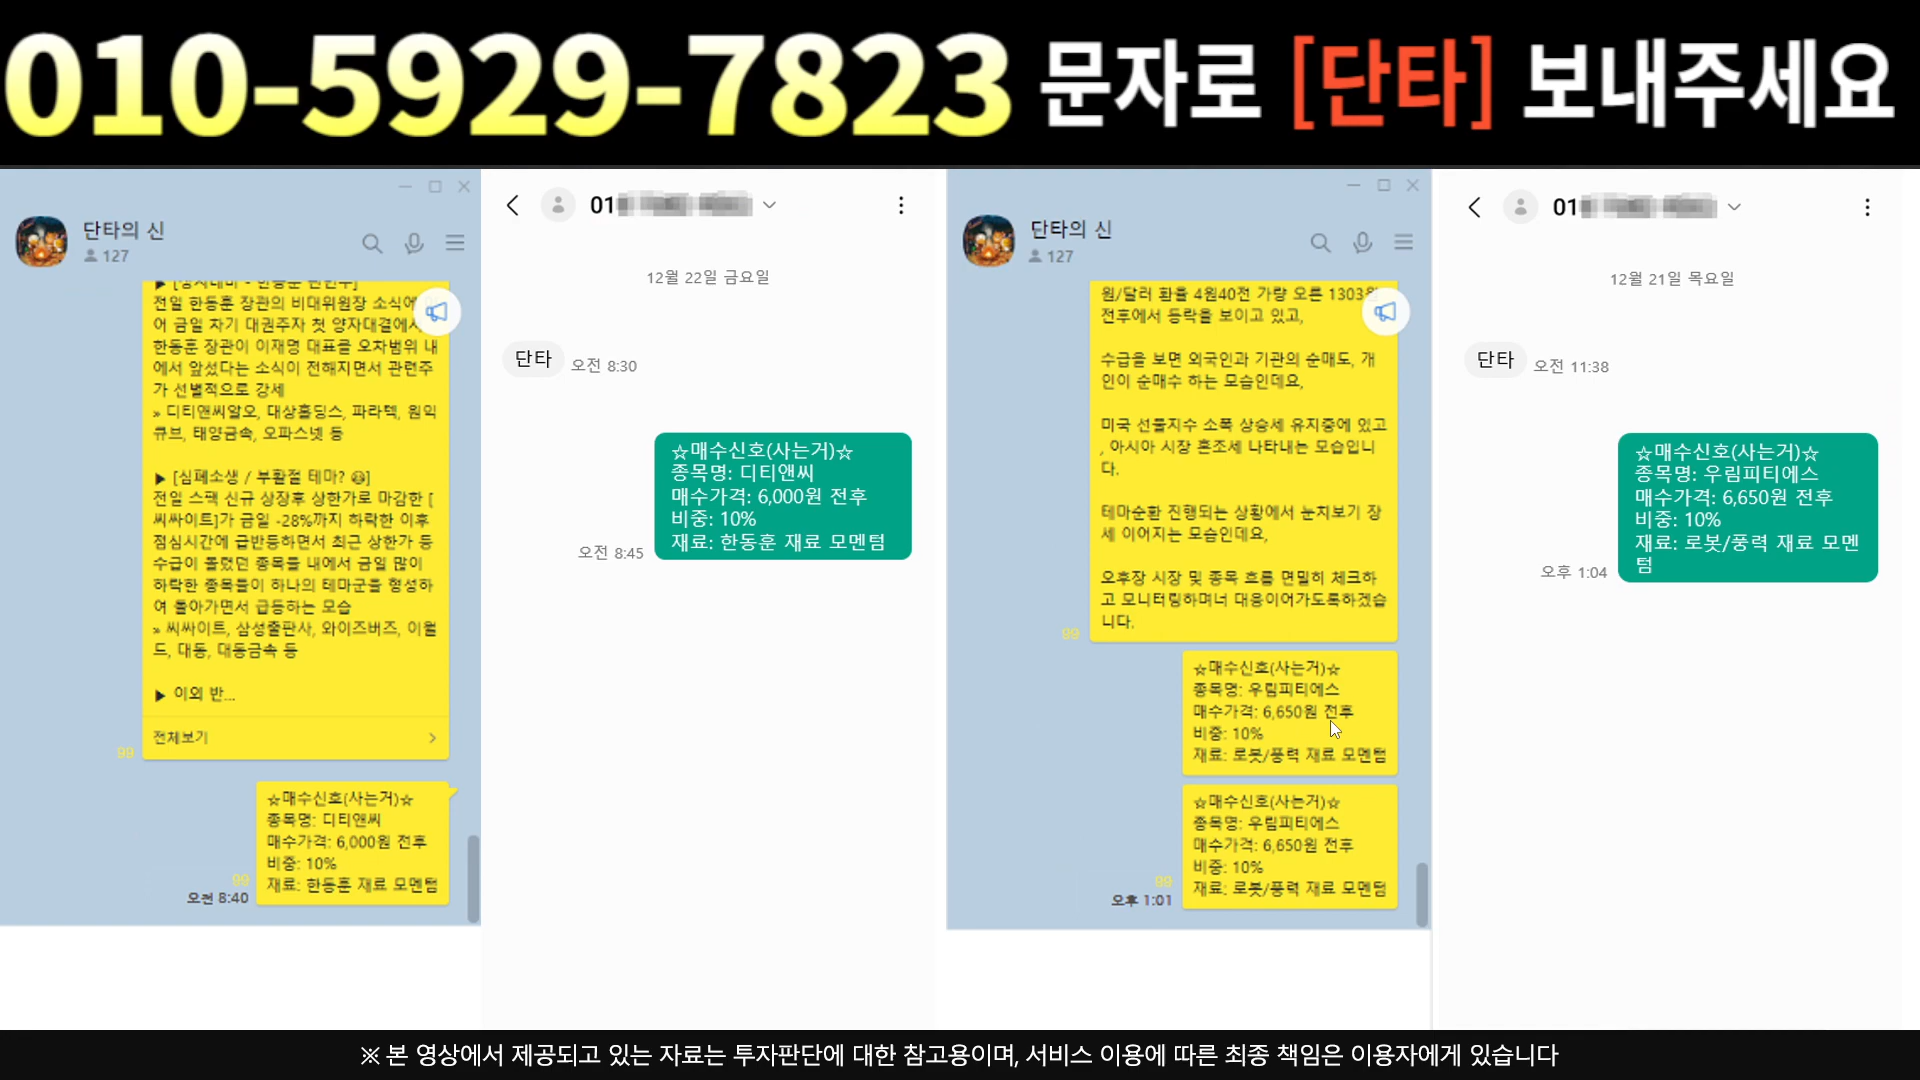 010-5929-7823 문자로 [단타] 보내주세요
단타의 신
127
전일 한동훈 장관의 비대위원장 소식에
어 금일 차기 대권주자 첫 양자대결에서
한동훈 장관이 이재명 대표를 오차범위 내
에서 앞섰다는 소식이 전해지면서 관련주
가 선별적으로 강세
» 디티앤씨알오, 대상홀딩스, 파라텍, 원익
큐브, 태양금속, 오파스넷 등
▶ [심폐소생 / 부활절 테마? 😆]
전일 스팩 신규 상장후 상한가로 마감한 [
씨싸이트]가 금일 -28%까지 하락한 이후
점심시간에 급반등하면서 최근 상한가 등
수급이 몰렸던 종목들 내에서 금일 많이
하락한 종목들이 하나의 테마군을 형성하
여 돌아가면서 급등하는 모습
» 씨싸이트, 삼성출판사, 와이즈버즈, 이월
드, 대동, 대동금속 등
▶ 이외 반...
전체보기
99
☆매수신호(사는거)☆
종목명: 디티앤씨
매수가격: 6,000원 전후
비중: 10%
재료: 한동훈 재료 모멘텀
99
오전 8:40
01
12월 22일 금요일
단타
오전 8:30
☆매수신호(사는거)☆
종목명: 디티앤씨
매수가격: 6,000원 전후
비중: 10%
재료: 한동훈 재료 모멘텀
오전 8:45
단타의 신
127
원/달러 환율 4원40전 가량 오른 1303원
전후에서 등락을 보이고 있고,
수급을 보면 외국인과 기관의 순매도, 개
인이 순매수 하는 모습인데요,
미국 선물지수 소폭 상승세 유지중에 있고
, 아시아 시장 혼조세 나타내는 모습입니
다.
테마순환 진행되는 상황에서 눈치보기 장
세 이어지는 모습인데요,
오후장 시장 및 종목 흐름 면밀히 체크하
고 모니터링하며너 대응이어가도록하겠습
니다.
99
☆매수신호(사는거)☆
종목명: 우림피티에스
매수가격: 6,650원 전후
비중: 10%
재료: 로봇/풍력 재료 모멘텀
☆매수신호(사는거)☆
종목명: 우림피티에스
매수가격: 6,650원 전후
비중: 10%
재료: 로봇/풍력 재료 모멘텀
99
오후 1:01
01
12월 21일 목요일
단타
오전 11:38
☆매수신호(사는거)☆
종목명: 우림피티에스
매수가격: 6,650원 전후
비중: 10%
재료: 로봇/풍력 재료 모멘
텀
오후 1:04
※ 본 영상에서 제공되고 있는 자료는 투자판단에 대한 참고용이며, 서비스 이용에 따른 최종 책임은 이용자에게 있습니다